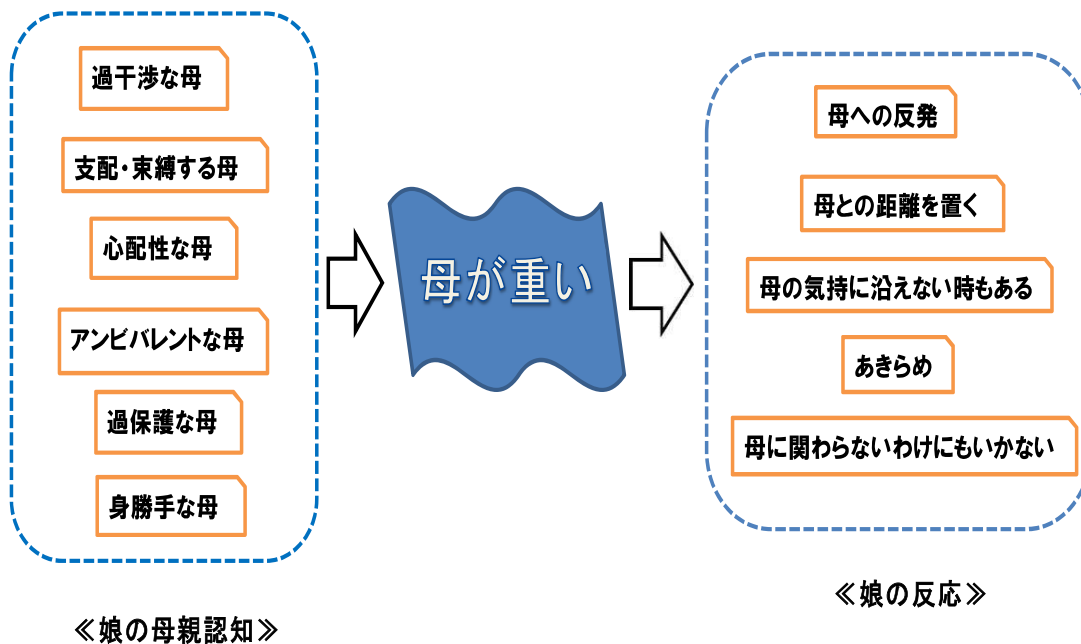 過干渉な母
支配・束縛する母
心配性な母
アンビバレントな母
過保護な母
身勝手な母
≪娘の母親認知≫
母が重い
母への反発
母との距離を置く
母の気持に沿えない時もある
あきらめ
母に関わらないわけにもいかない
≪娘の反応≫